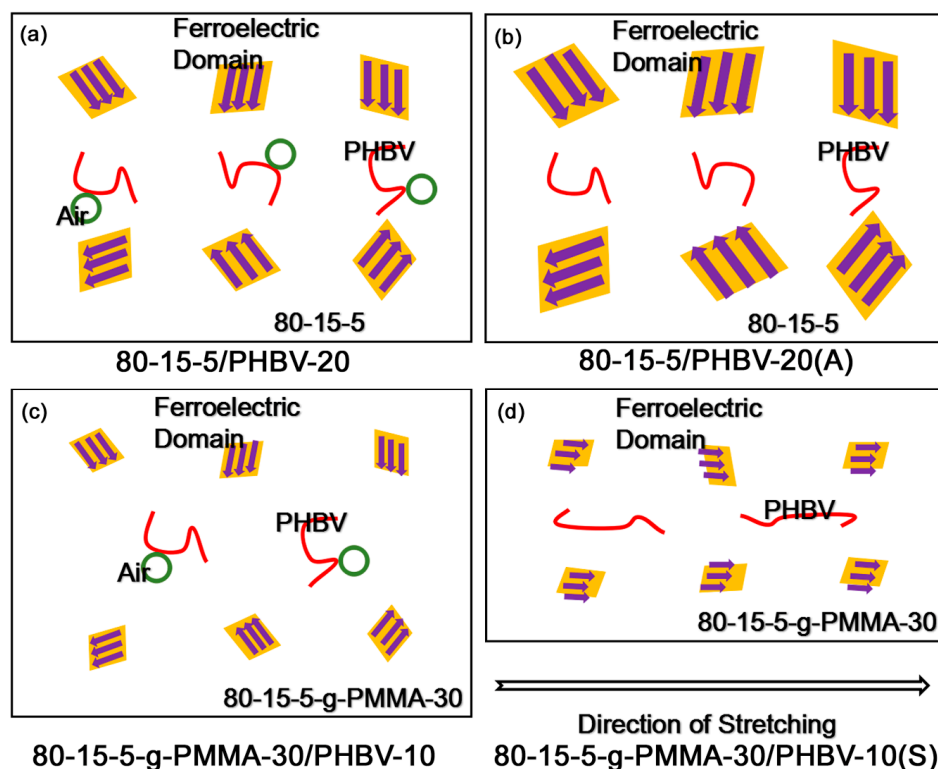 (a)
Ferroelectric
Domain
PHBV
Air
80-15-5
80-15-5/PHBV-20
(b)
Ferroelectric
Domain
PHBV
80-15-5
80-15-5/PHBV-20(A)
(c)
Ferroelectric
Domain
PHBV
Air
80-15-5-g-PMMA-30
80-15-5-g-PMMA-30/PHBV-10
(d)
Ferroelectric
Domain
PHBV
80-15-5-g-PMMA-30
Direction of Stretching
80-15-5-g-PMMA-30/PHBV-10(S)